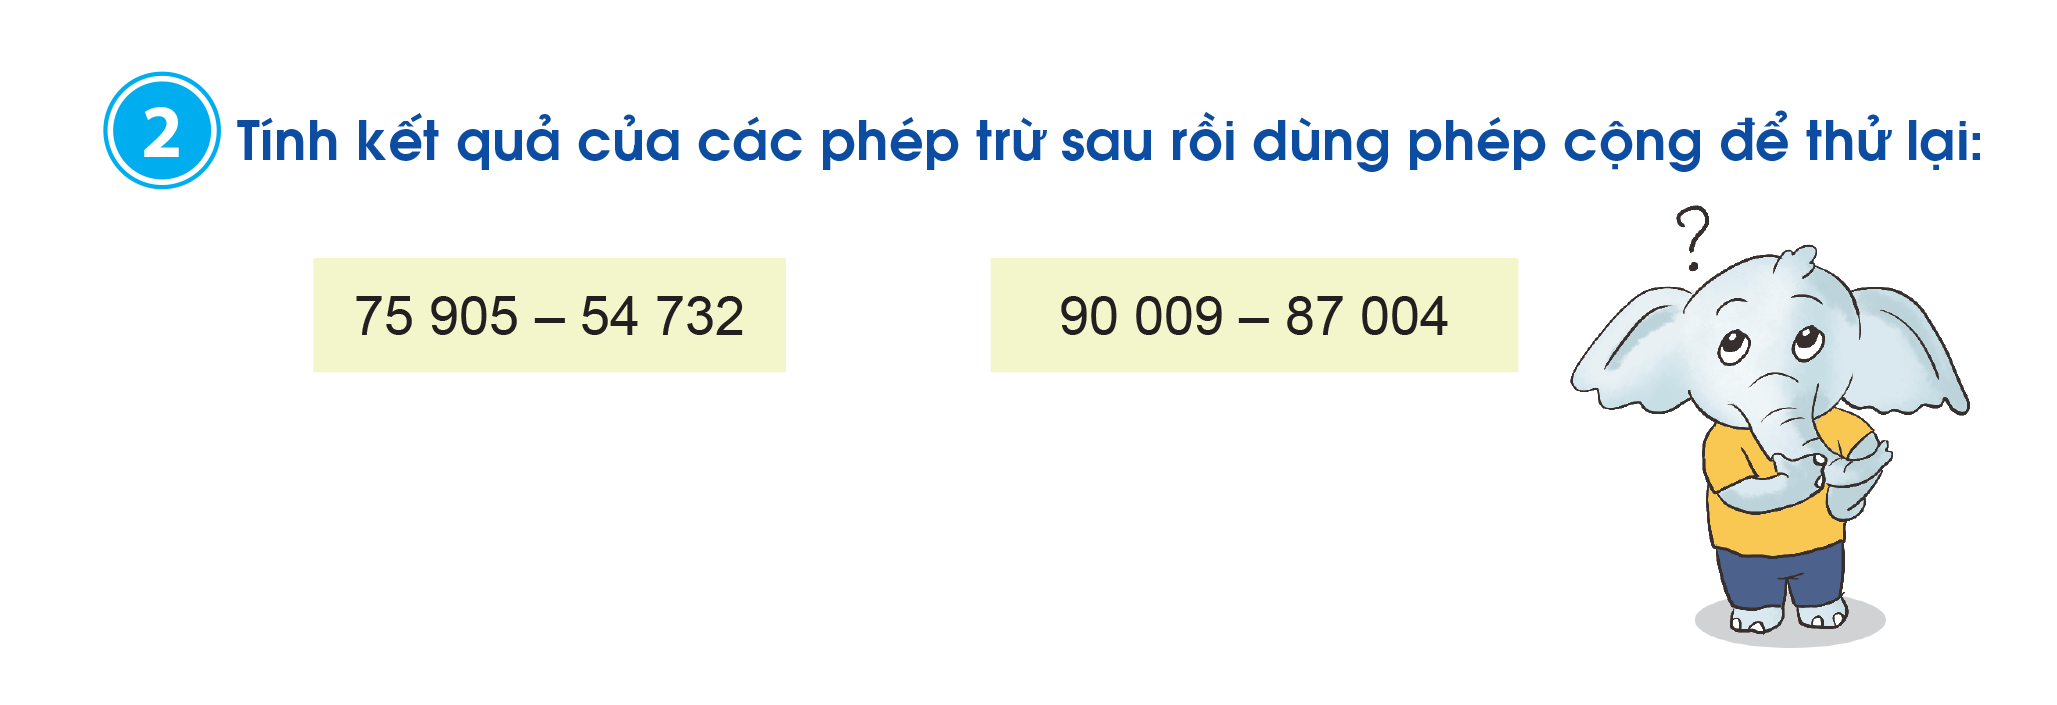 2 Tính kết quả của các phép trừ sau rồi dùng phép cộng để thử lại:
?
75 905 – 54 732 90 009 – 87 004